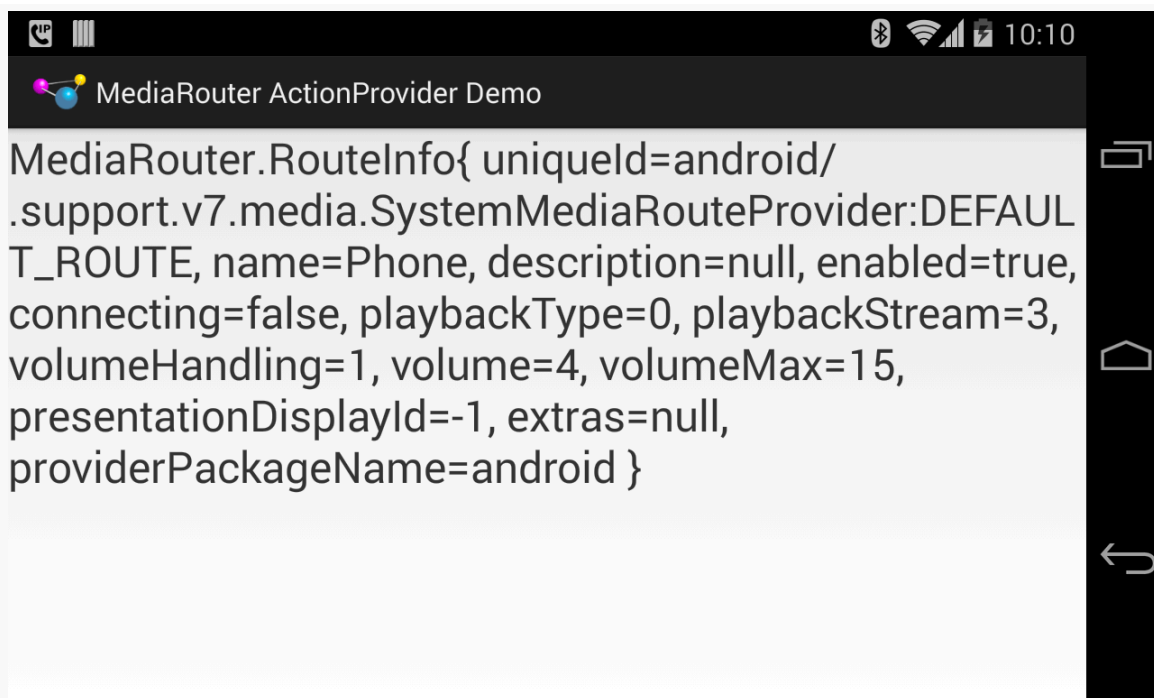 10:10
MediaRouter ActionProvider Demo
MediaRouter.RouteInfo{ uniqueId=android/
.support.v7.media.SystemMediaRouteProvider:DEFAUL
T_ROUTE, name=Phone, description=null, enabled=true,
connecting=false, playbackType=0, playbackStream=3,
volumeHandling=1, volume=4, volumeMax=15,
presentationDisplayId=-1, extras=null,
providerPackageName=android }